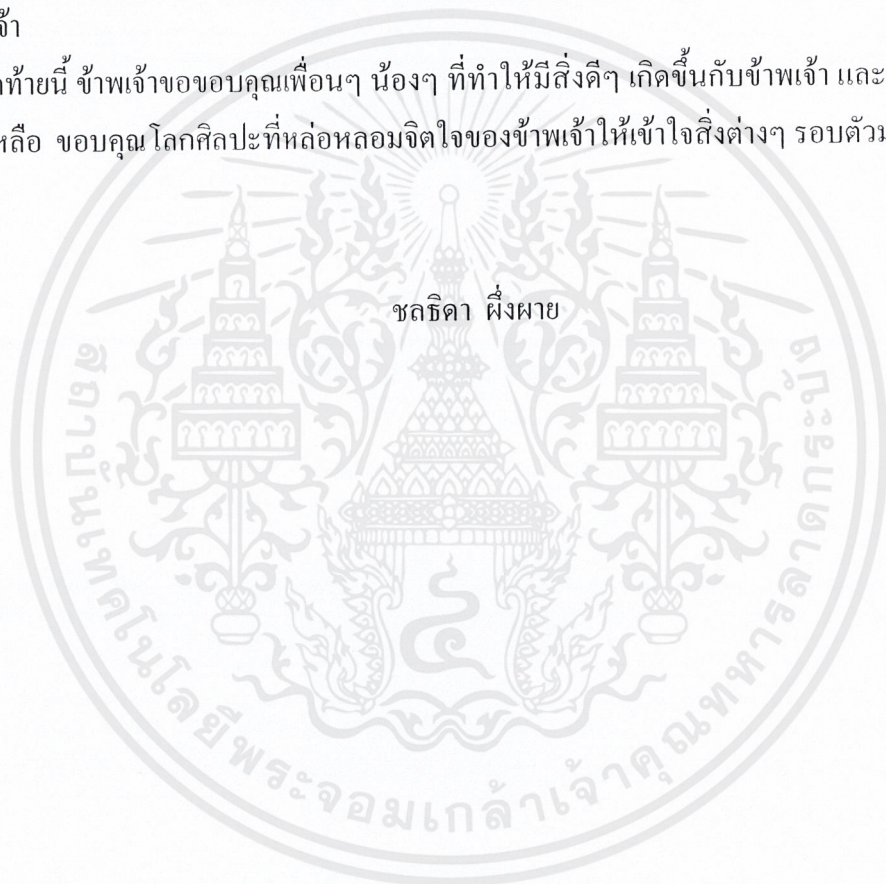 จ้า
ท้ายนี้ ข้าพเจ้าขอขอบคุณเพื่อนๆ น้องๆ ที่ทำให้มีสิ่งดีๆ เกิดขึ้นกับข้าพเจ้า และ
หลือ ขอบคุณโลกศิลปะที่หล่อหลอมจิตใจของข้าพเจ้าให้เข้าใจสิ่งต่างๆ รอบตัวม
ชลธิดา ผึ่งผาย
สถาบันเทคโนโลยีพระจอมเกล้าเจ้าคุณทหารลาดกระบัง